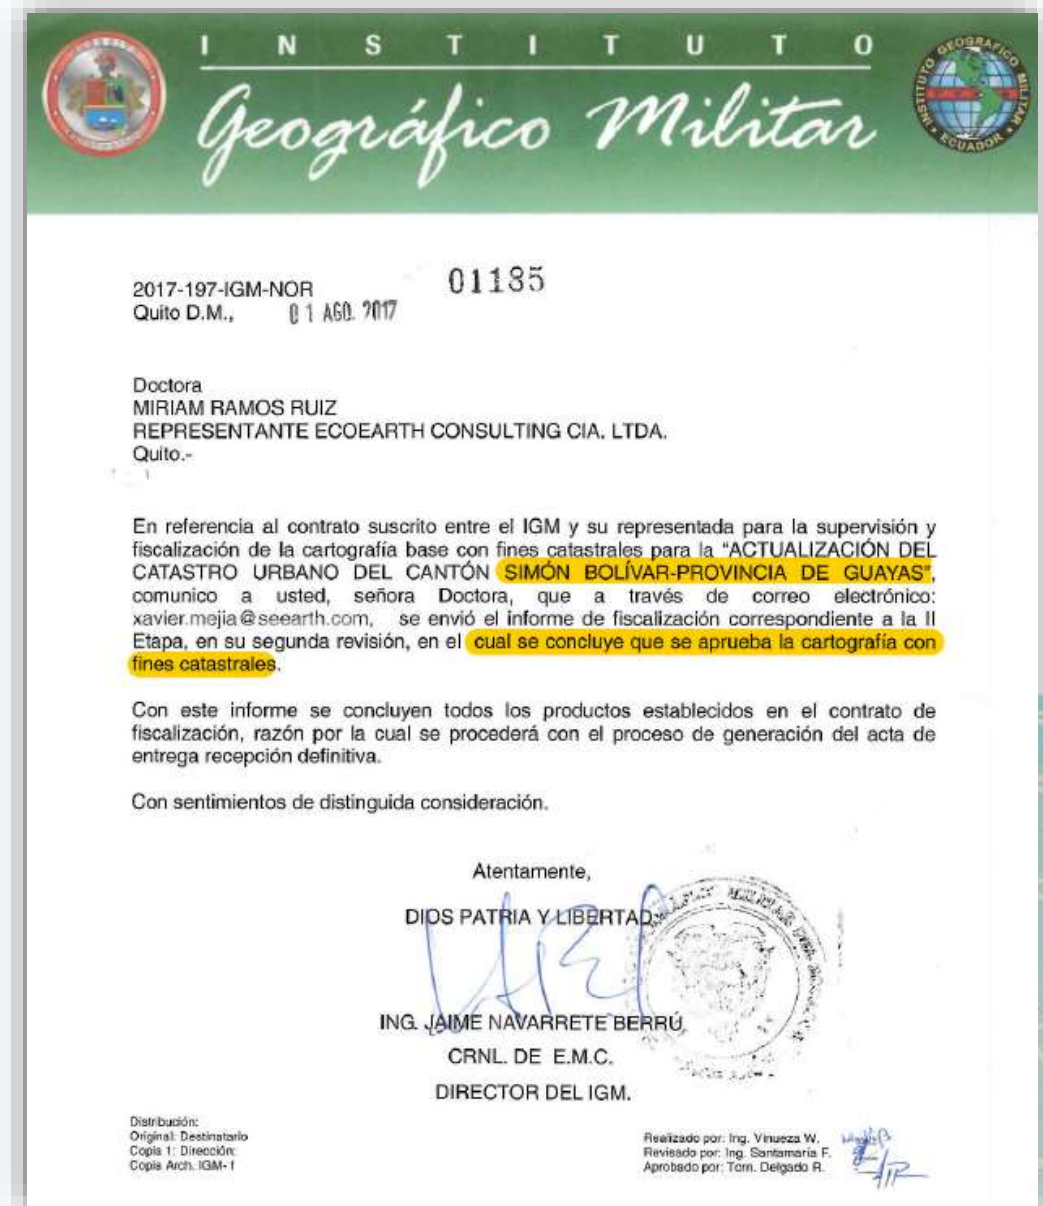 INSTITUTO
Geográfico Militar
INSTITUTO GEOGRAFICO MILITAR
ECUADOR
01185
2017-197-IGM-NOR
Quito D.M., 01 AGO. 2017
Doctora
MIRIAM RAMOS RUIZ
REPRESENTANTE ECOEARTH CONSULTING CIA. LTDA.
Quito.-
En referencia al contrato suscrito entre el IGM y su representada para la supervisión y
fiscalización de la cartografía base con fines catastrales para la "ACTUALIZACIÓN DEL
CATASTRO URBANO DEL CANTÓN SIMÓN BOLÍVAR-PROVINCIA DE GUAYAS",
comunico a usted, señora Doctora, que a través de correo electrónico:
xavier.mejia@seearth.com, se envió el informe de fiscalización correspondiente a la II
Etapa, en su segunda revisión, en el cual se concluye que se aprueba la cartografía con
fines catastrales.
Con este informe se concluyen todos los productos establecidos en el contrato de
fiscalización, razón por la cual se procederá con el proceso de generación del acta de
entrega recepción definitiva.
Con sentimientos de distinguida consideración.
Atentamente,
DIOS PATRIA Y LIBERTAD
ING. JAIME NAVARRETE BERRÚ
CRNL. DE E.M.C.
DIRECTOR DEL IGM.
Distribución:
Original: Destinatario
Copia 1: Dirección:
Copia Arch. IGM-1
Realizado por: Ing. Vinueza W.
Revisado por: Ing. Santamaría F.
Aprobado por: Tcrn. Delgado R.